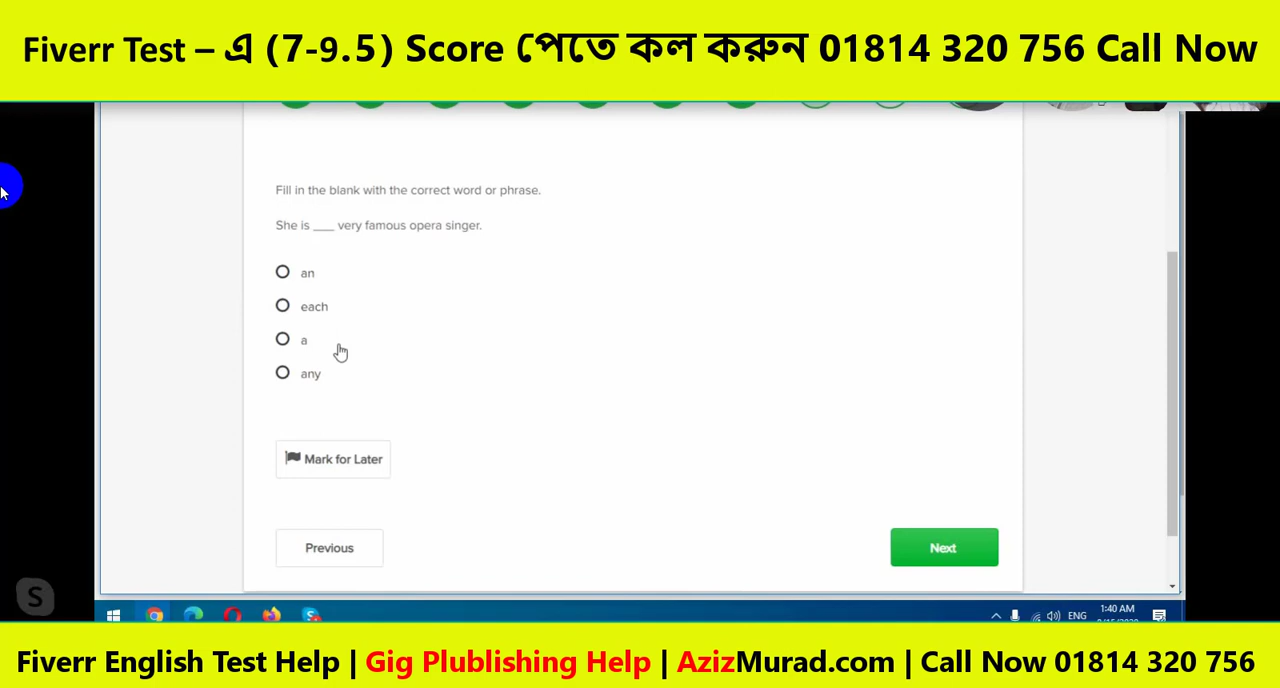 Fiverr Test – এ (7-9.5) Score পেতে কল করুন 01814 320 756 Call Now
Fill in the blank with the correct word or phrase.
She is ___ very famous opera singer.
an
each
a
any
Mark for Later
Previous
Next
S
ENG
1:40 AM
Fiverr English Test Help | Gig Plublishing Help | AzizMurad.com | Call Now 01814 320 756